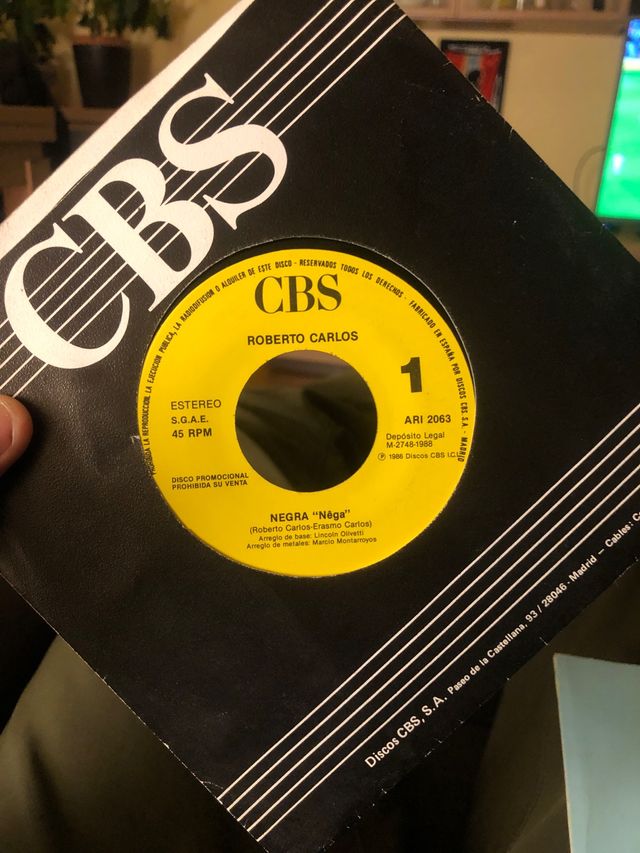 CBS
PROHIBIDA LA REPRODUCCION, LA EJECUCION PUBLICA, LA RADIODIFUSION O ALQUILER DE ESTE DISCO - RESERVADOS TODOS LOS DERECHOS - FABRICADO EN ESPAÑA POR DISCOS CBS S.A. - MADRID
CBS
ROBERTO CARLOS
1
ESTEREO
S.G.A.E.
45 RPM
ARI 2063
Depósito Legal
M-2748-1988
Ⓟ 1986 Discos CBS I.C.I.
DISCO PROMOCIONAL
PROHIBIDA SU VENTA
NEGRA "Nêga"
(Roberto Carlos-Erasmo Carlos)
Arreglo de base: Lincoln Olivetti
Arreglo de metales: Marcio Montarroyos
Discos CBS, S.A. Paseo de la Castellana, 93 / 28046 - Madrid - Cables: